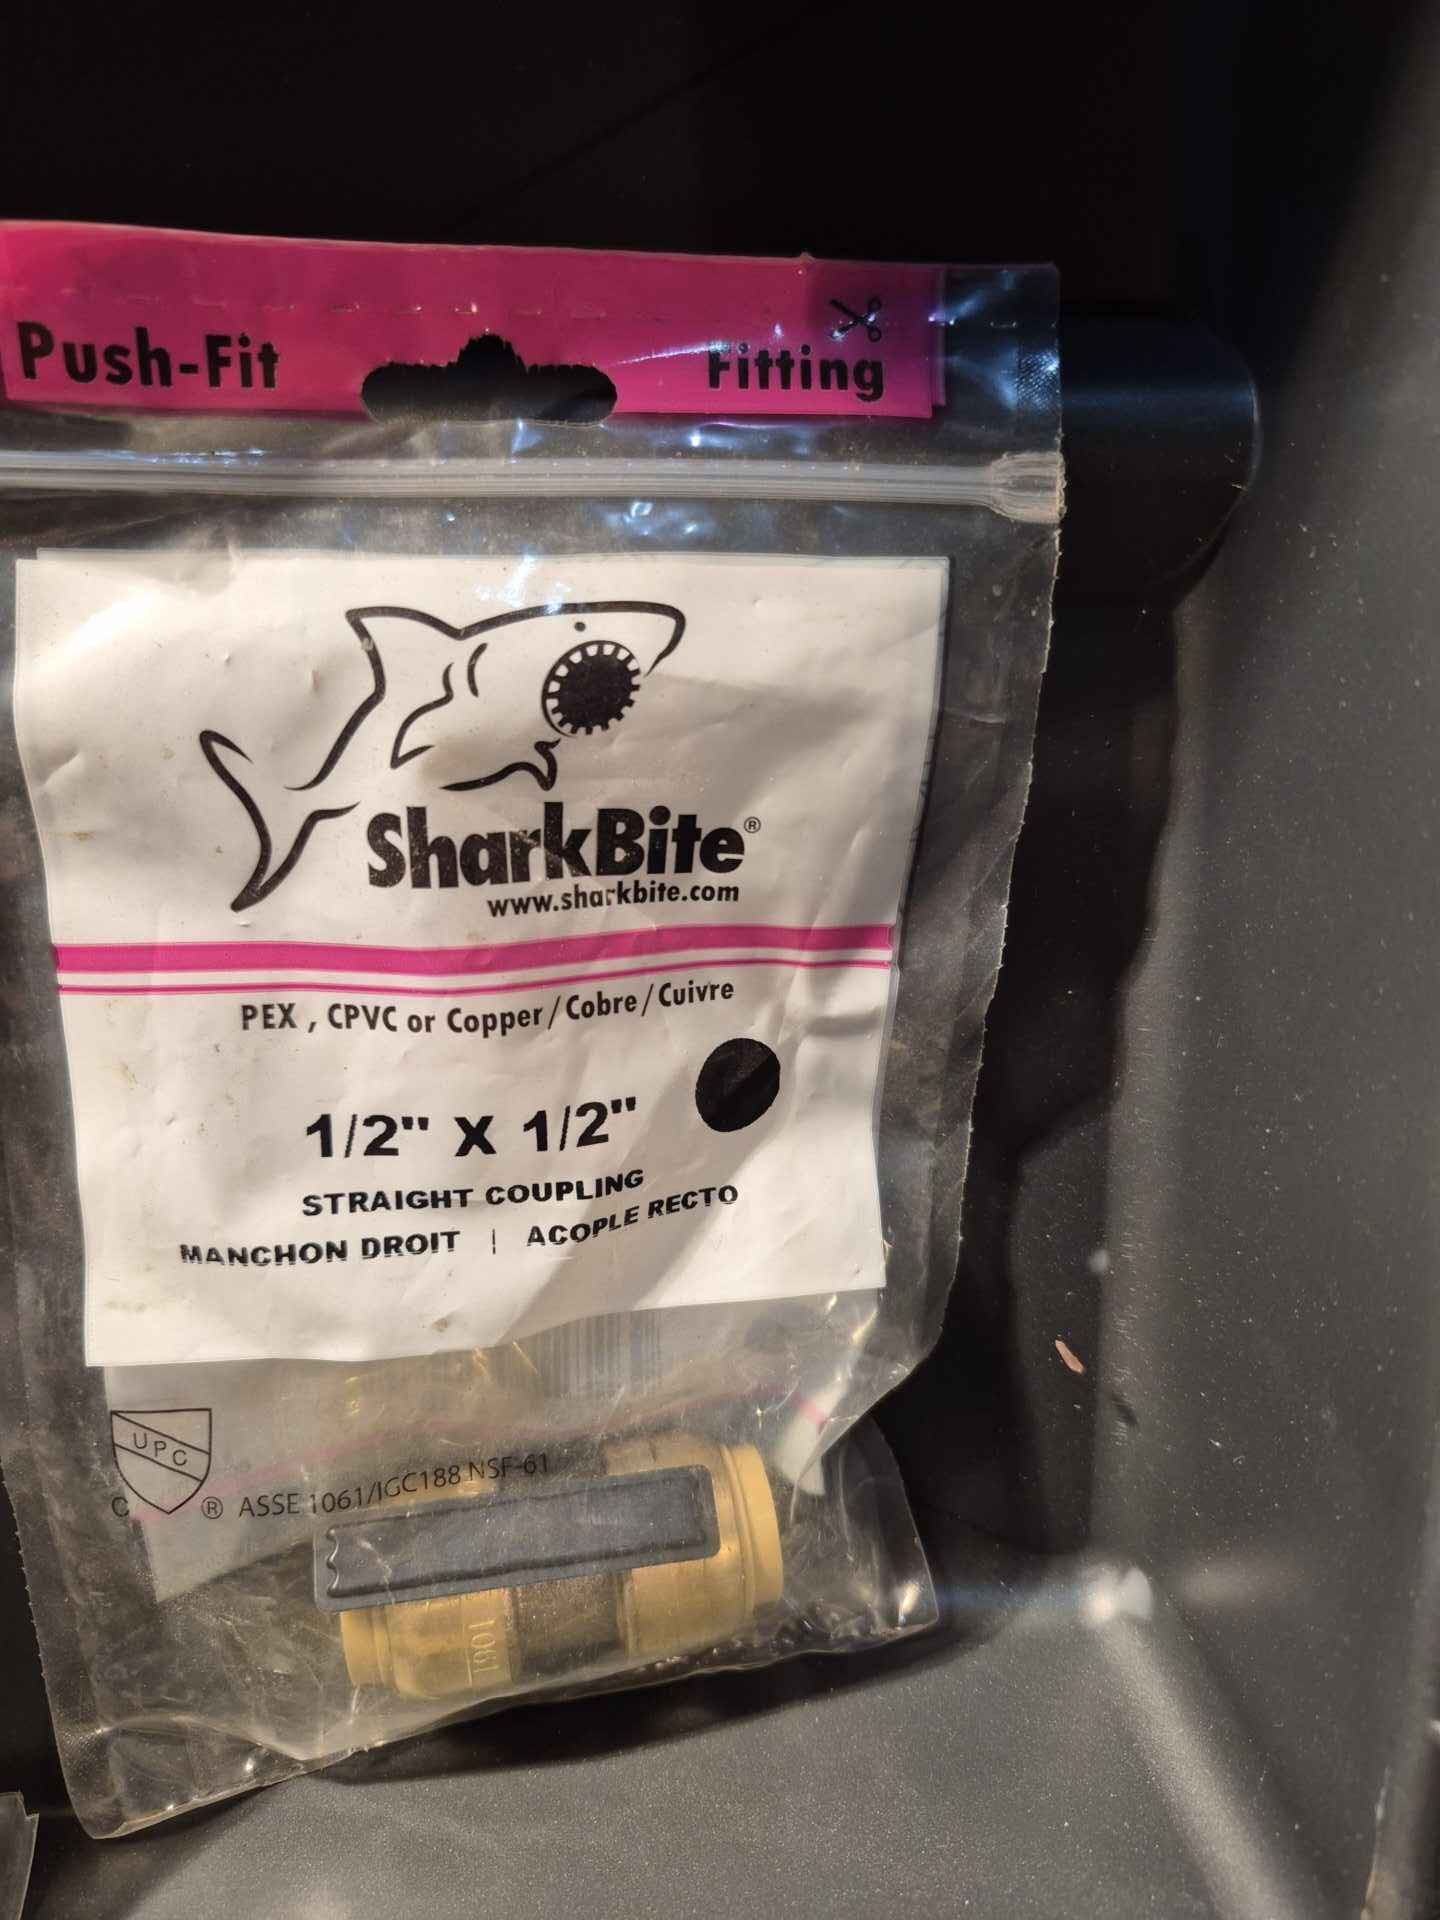 Push-Fit Fitting
SharkBite®
www.sharkbite.com
PEX , CPVC or Copper/Cobre/Cuivre
1/2" X 1/2"
STRAIGHT COUPLING
MANCHON DROIT | ACOPLE RECTO
UPC
C ® ASSE 1061/IGC188 NSF-61
1061